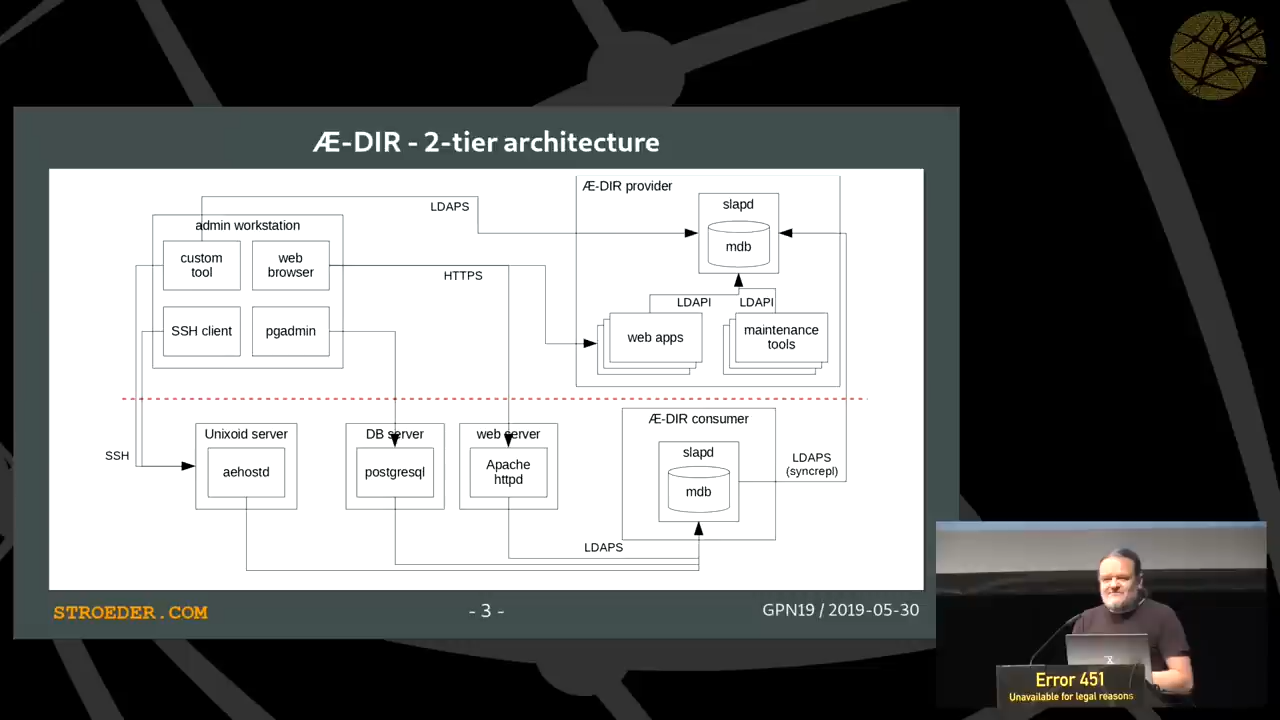 Æ-DIR - 2-tier architecture
Æ-DIR provider
slapd
mdb
LDAPS
admin workstation
custom
tool
web
browser
HTTPS
LDAPI
LDAPI
SSH client
pgadmin
web apps
maintenance
tools
Æ-DIR consumer
Unixoid server
DB server
web server
slapd
SSH
aehostd
postgresql
Apache
httpd
mdb
LDAPS
(syncrepl)
LDAPS
STROEDER.COM
- 3 -
GPN19 / 2019-05-30
Error 451
Unavailable for legal reasons